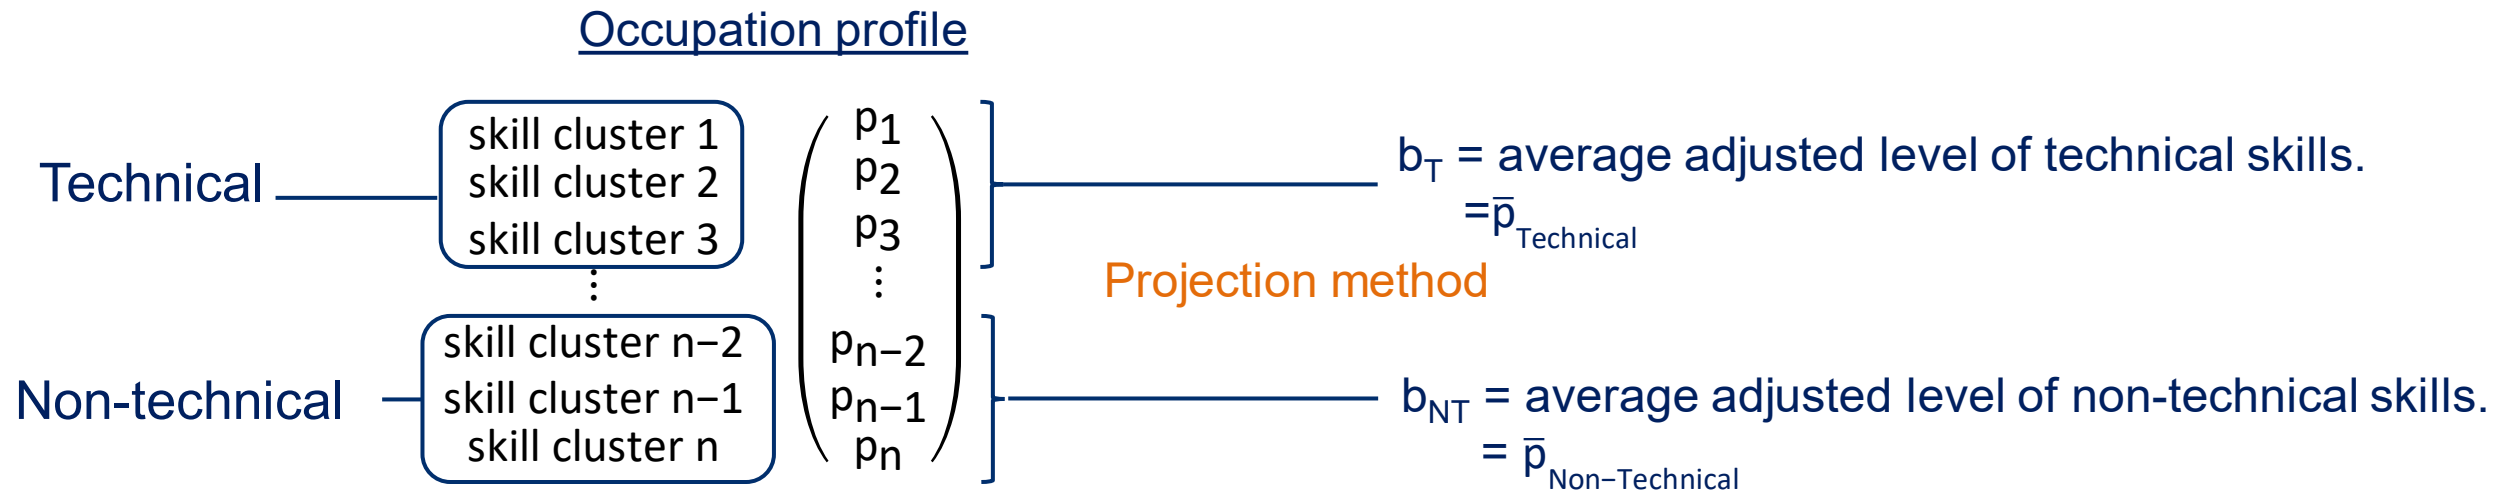 Occupation profile
Technical
skill cluster 1
skill cluster 2
skill cluster 3
⋮
Non-technical
skill cluster n−2
skill cluster n−1
skill cluster n
p₁
p₂
p₃
⋮
pₙ₋₂
pₙ₋₁
pₙ
b_T = average adjusted level of technical skills.
=p̅_Technical
Projection method
b_NT = average adjusted level of non-technical skills.
= p̅_Non−Technical